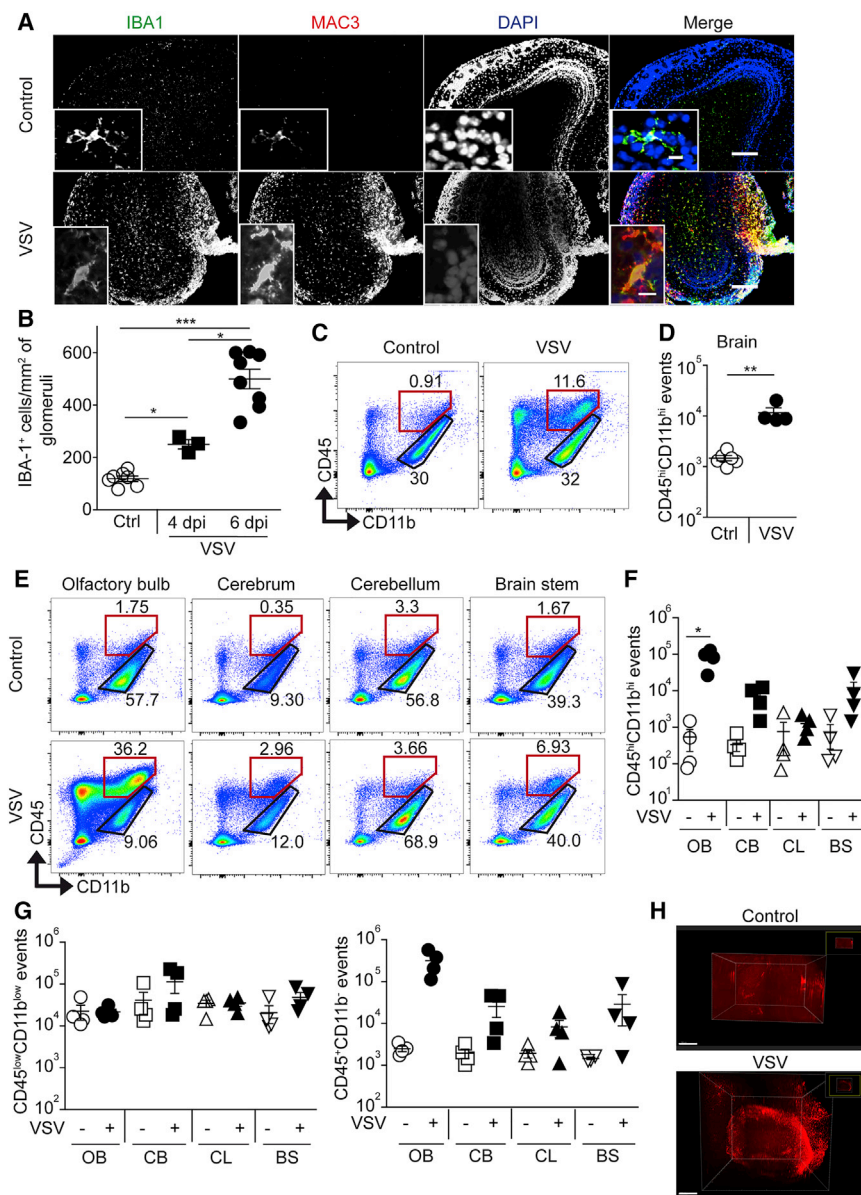 A
IBA1 MAC3 DAPI Merge
Control
VSV
B
IBA-1⁺ cells/mm² of glomeruli
600
400
200
0
*** 
*
*
Ctrl 4 dpi 6 dpi
VSV
C
Control VSV
0.91 11.6
30 32
CD45
CD11b
D
Brain
CD45ʰⁱCD11bʰⁱ events
10⁵
10⁴
10³
10²
**
Ctrl VSV
E
Olfactory bulb Cerebrum Cerebellum Brain stem
Control
1.75 0.35 3.3 1.67
57.7 9.30 56.8 39.3
VSV
36.2 2.96 3.66 6.93
9.06 12.0 68.9 40.0
CD45
CD11b
F
CD45ʰⁱCD11bʰⁱ events
10⁶
10⁵
10⁴
10³
10²
10¹
*
VSV - + - + - + - +
OB CB CL BS
G
CD45ˡᵒʷCD11bˡᵒʷ events
10⁶
10⁵
10⁴
10³
10²
VSV - + - + - + - +
OB CB CL BS
CD45⁺CD11b⁻ events
10⁶
10⁵
10⁴
10³
10²
VSV - + - + - + - +
OB CB CL BS
H
Control
VSV